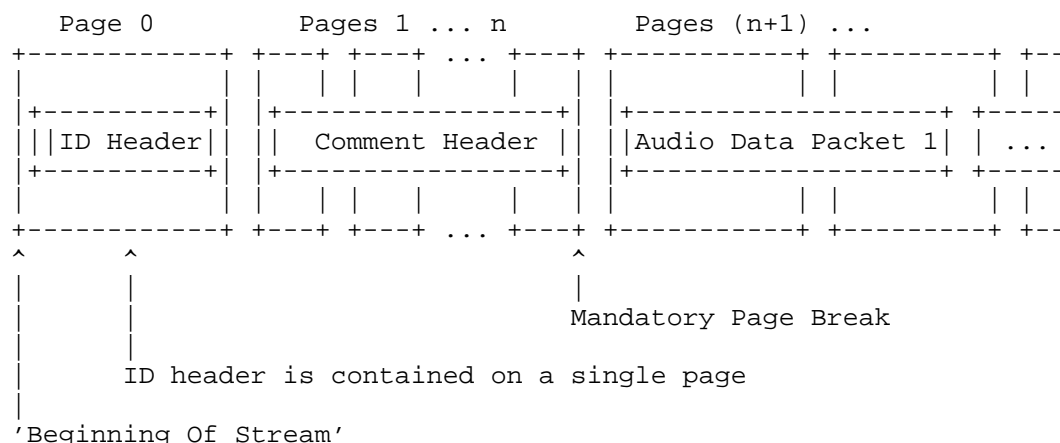 Page 0 Pages 1 ... n Pages (n+1) ...
+------------+ +---+ +---+ ... +---+ +-----------+ +---------+ +--
| | | | | | | | | | | | |
|+----------+| |+-----------------+| |+-------------------+ +-----
|||ID Header|| || Comment Header || ||Audio Data Packet 1| | ...
|+----------+| |+-----------------+| |+-------------------+ +-----
| | | | | | | | | | | | |
+------------+ +---+ +---+ ... +---+ +-----------+ +---------+ +--
^ ^ ^
| | |
| | Mandatory Page Break
| |
| ID header is contained on a single page
|
'Beginning Of Stream'